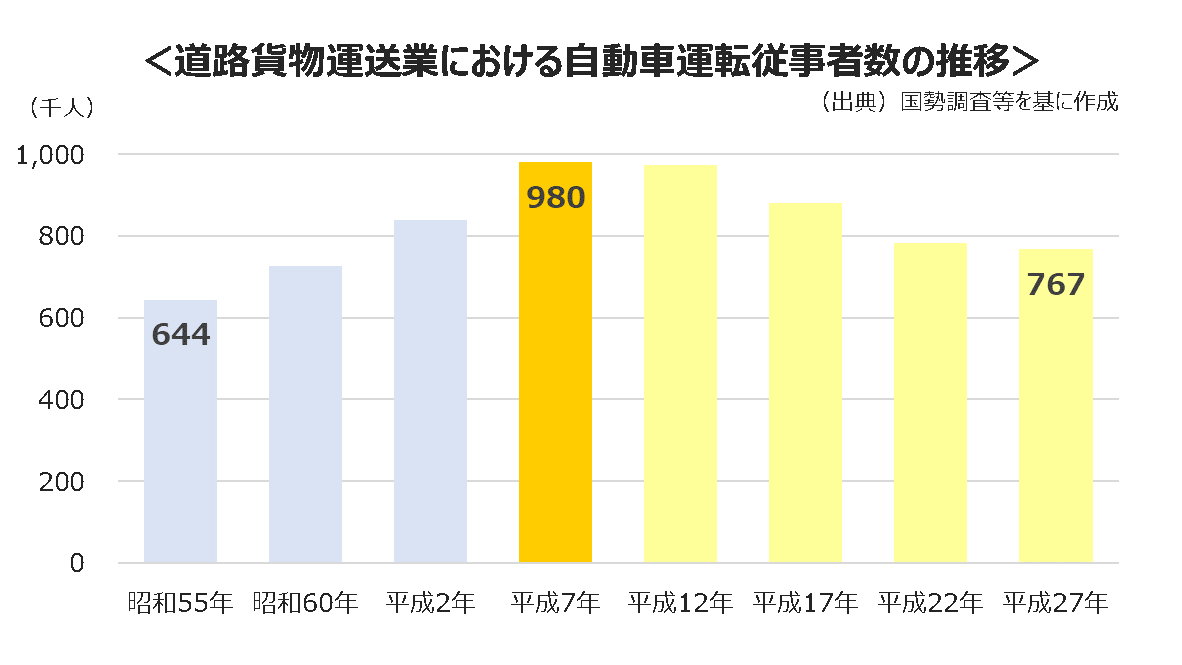 ＜道路貨物運送業における自動車運転従事者数の推移＞
（出典）国勢調査等を基に作成
（千人）
1,000
800
600
400
200
0
644
980
767
昭和55年 昭和60年 平成2年 平成7年 平成12年 平成17年 平成22年 平成27年